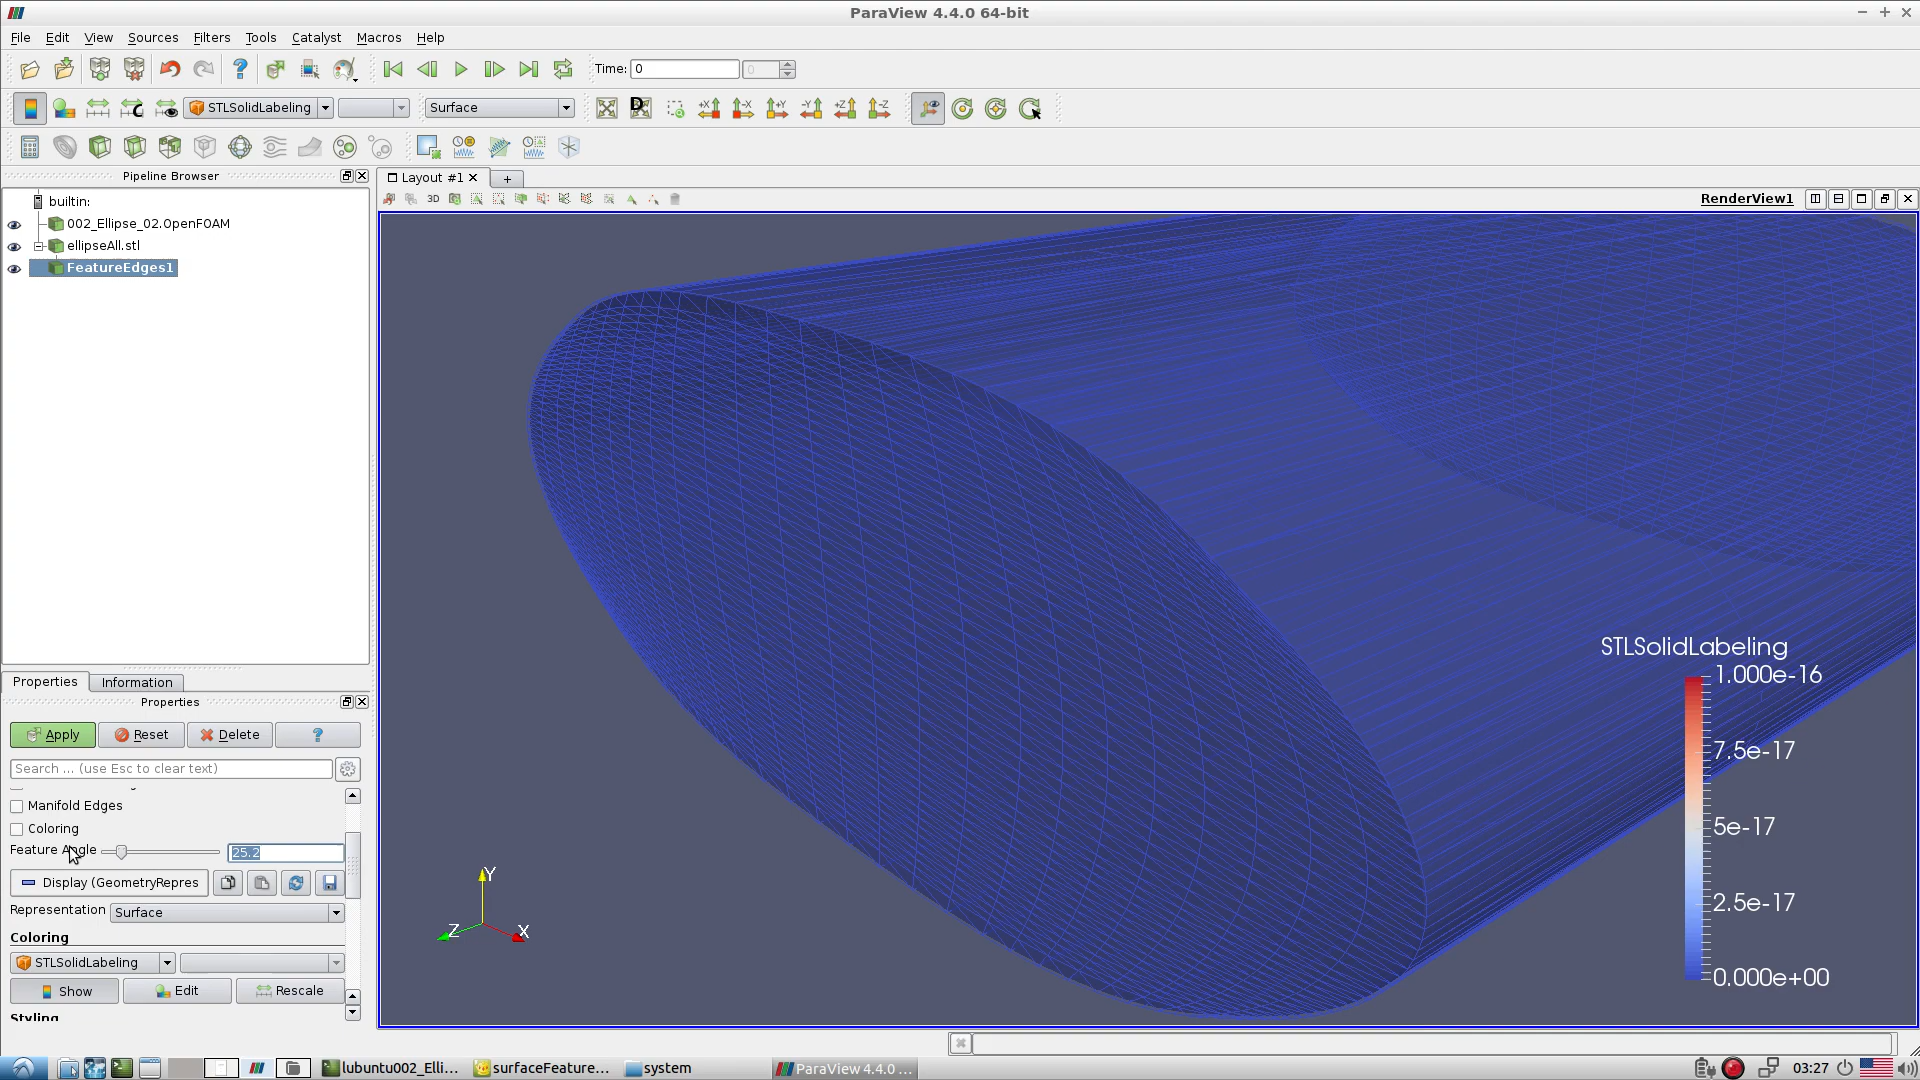 ParaView 4.4.0 64-bit
File Edit View Sources Filters Tools Catalyst Macros Help
Time: 0 0
STLSolidLabeling Surface
Pipeline Browser
Layout #1
3D RenderView1
builtin:
002_Ellipse_02.OpenFOAM
ellipseAll.stl
FeatureEdges1
Properties Information
Properties
Apply Reset Delete ?
Search ... (use Esc to clear text)
Manifold Edges
Coloring
Feature Angle 25.2
Display (GeometryRepres
Representation Surface
Coloring
STLSolidLabeling
Show Edit Rescale
Styling
Y
Z X
STLSolidLabeling
1.000e-16
7.5e-17
5e-17
2.5e-17
0.000e+00
lubuntu002_Elli... surfaceFeature... system ParaView 4.4.0 ... 03:27